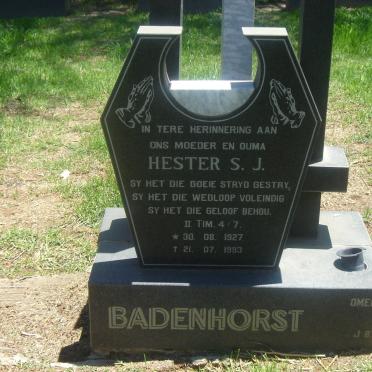 IN TERE HERINNERING AAN
ONS MOEDER EN OUMA
HESTER S. J.
SY HET DIE GOEIE STRYD GESTRY,
SY HET DIE WEDLOOP VOLEINDIG
SY HET DIE GELOOF BEHOU.
II TIM. 4 : 7.
* 30. 08. 1927
† 21. 07. 1993
BADENHORST